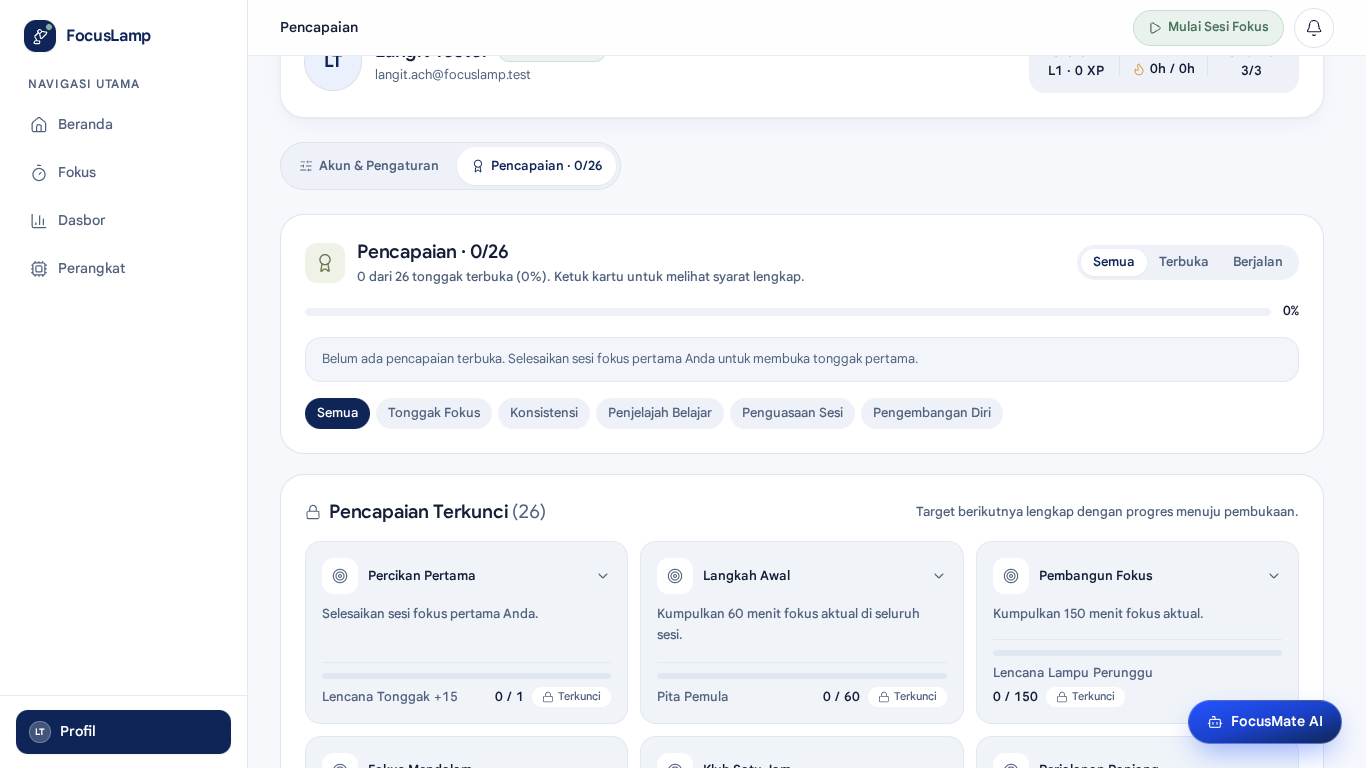 FocusLamp
Pencapaian
Mulai Sesi Fokus
NAVIGASI UTAMA
Beranda
Fokus
Dasbor
Perangkat
LT
langit.ach@focuslamp.test
L1 · 0 XP
0h / 0h
3/3
Akun & Pengaturan
Pencapaian · 0/26
Pencapaian · 0/26
0 dari 26 tonggak terbuka (0%). Ketuk kartu untuk melihat syarat lengkap.
Semua
Terbuka
Berjalan
0%
Belum ada pencapaian terbuka. Selesaikan sesi fokus pertama Anda untuk membuka tonggak pertama.
Semua
Tonggak Fokus
Konsistensi
Penjelajah Belajar
Penguasaan Sesi
Pengembangan Diri
Pencapaian Terkunci (26)
Target berikutnya lengkap dengan progres menuju pembukaan.
Percikan Pertama
Selesaikan sesi fokus pertama Anda.
Lencana Tonggak +15
0 / 1
Terkunci
Langkah Awal
Kumpulkan 60 menit fokus aktual di seluruh
sesi.
Pita Pemula
0 / 60
Terkunci
Pembangun Fokus
Kumpulkan 150 menit fokus aktual.
Lencana Lampu Perunggu
0 / 150
Terkunci
LT
Profil
FocusMate AI